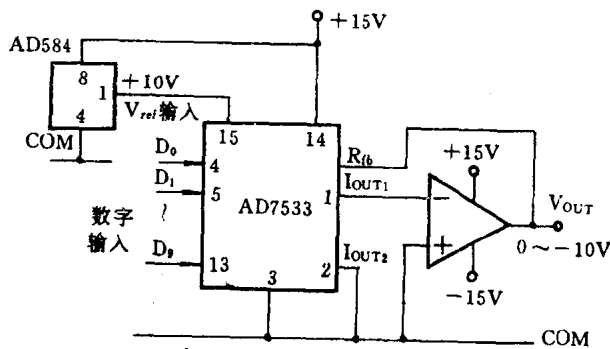 +15V
AD584
8
1
4
+10V
V_ref 输入
COM
15
14
D₀
4
D₁
5
数字
输入
D₉
13
AD7533
3
R_fb
I_OUT1
1
I_OUT2
2
+15V
−
+
−15V
V_OUT
0～−10V
COM